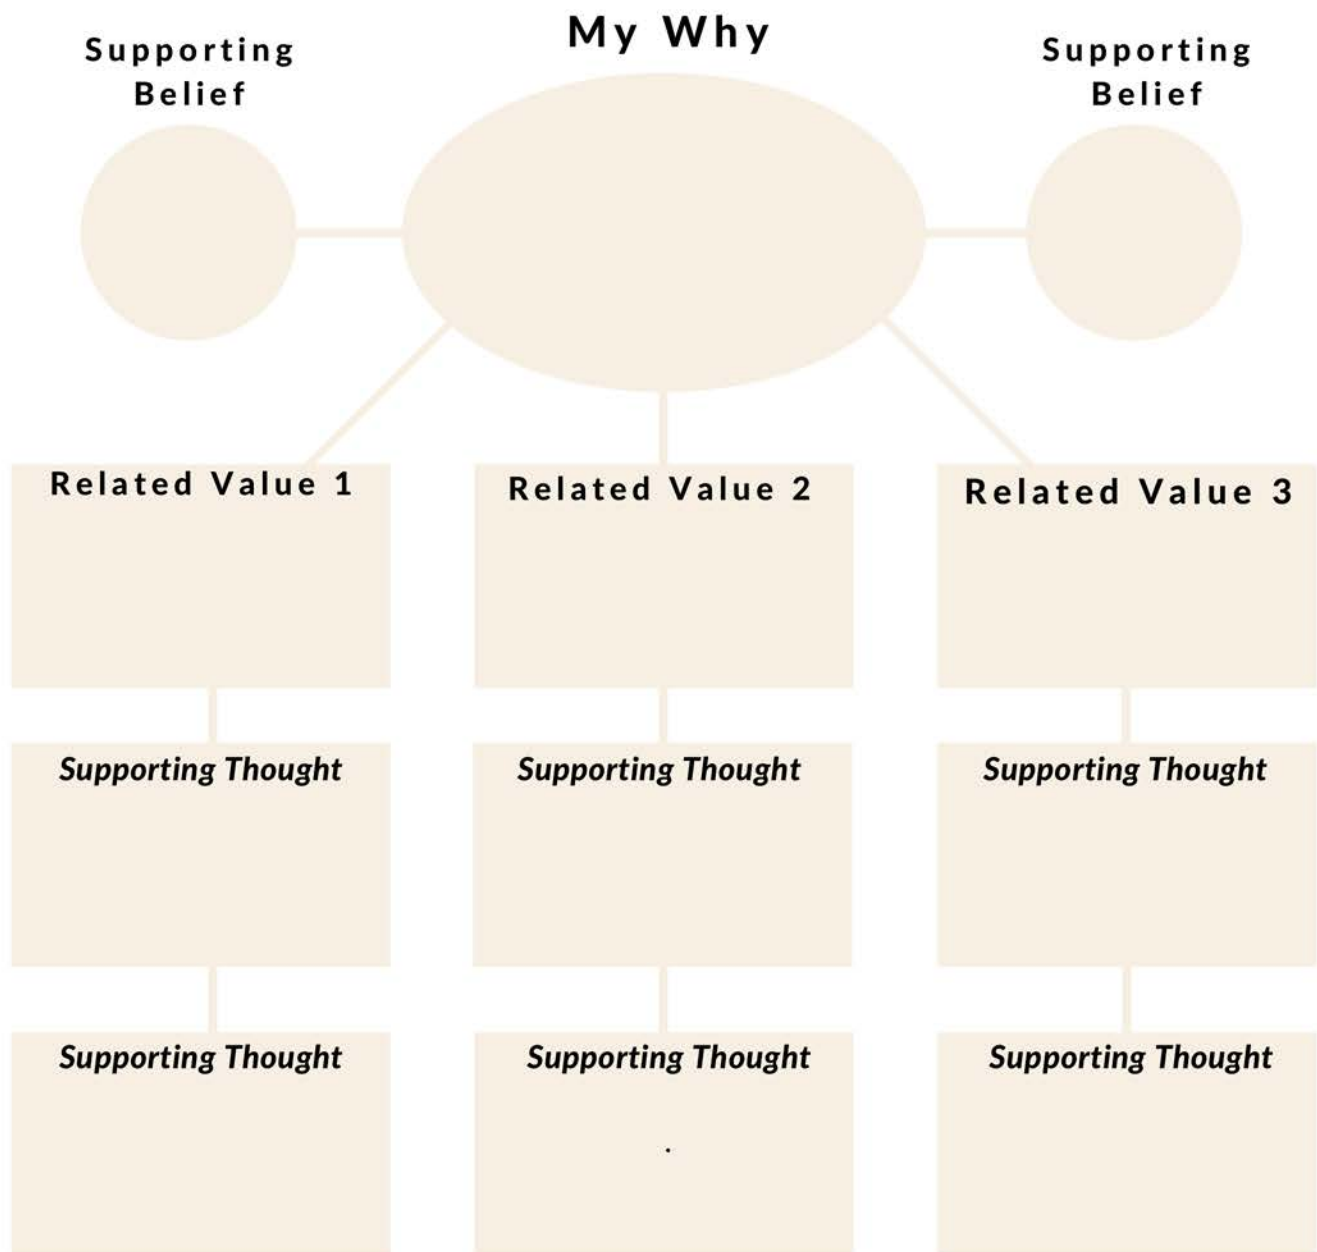 My Why
Supporting
Belief
Supporting
Belief
Related Value 1
Related Value 2
Related Value 3
Supporting Thought
Supporting Thought
Supporting Thought
Supporting Thought
Supporting Thought
Supporting Thought
.